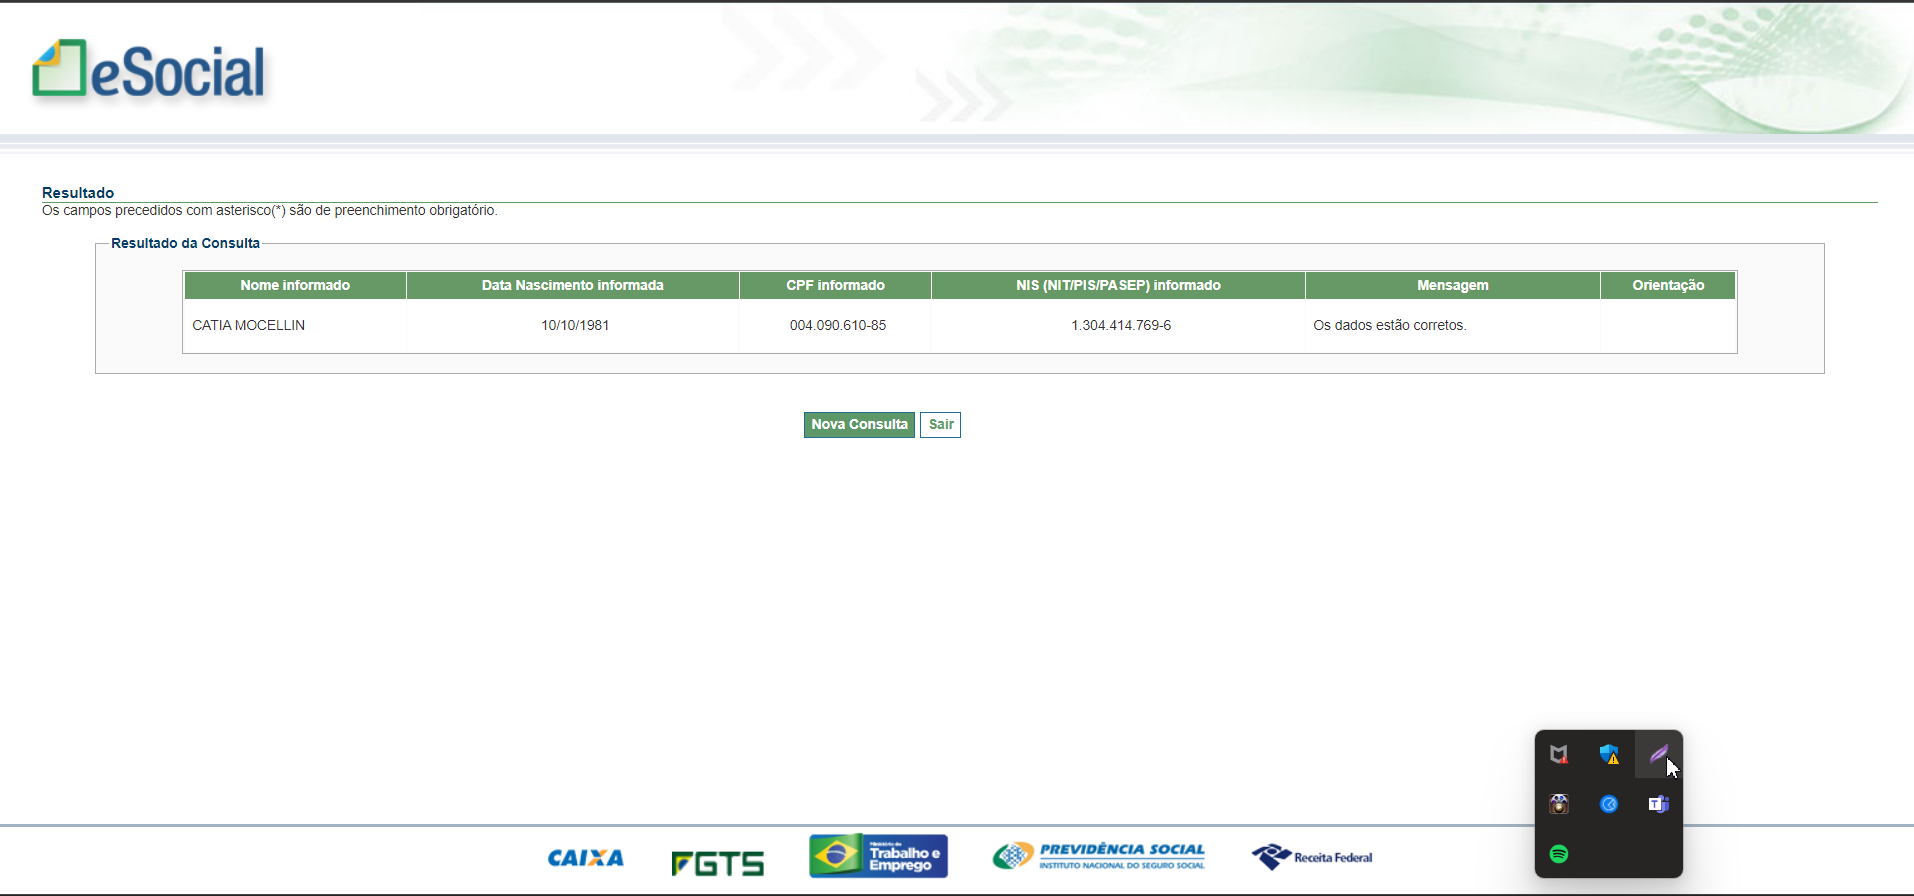 eSocial
Resultado
Os campos precedidos com asterisco(*) são de preenchimento obrigatório.
Resultado da Consulta
Nome informado Data Nascimento informada CPF informado NIS (NIT/PIS/PASEP) informado Mensagem Orientação
CATIA MOCELLIN 10/10/1981 004.090.610-85 1.304.414.769-6 Os dados estão corretos.
Nova Consulta Sair
CAIXA
FGTS
Ministério do
Trabalho e
Emprego
PREVIDÊNCIA SOCIAL
INSTITUTO NACIONAL DO SEGURO SOCIAL
Receita Federal